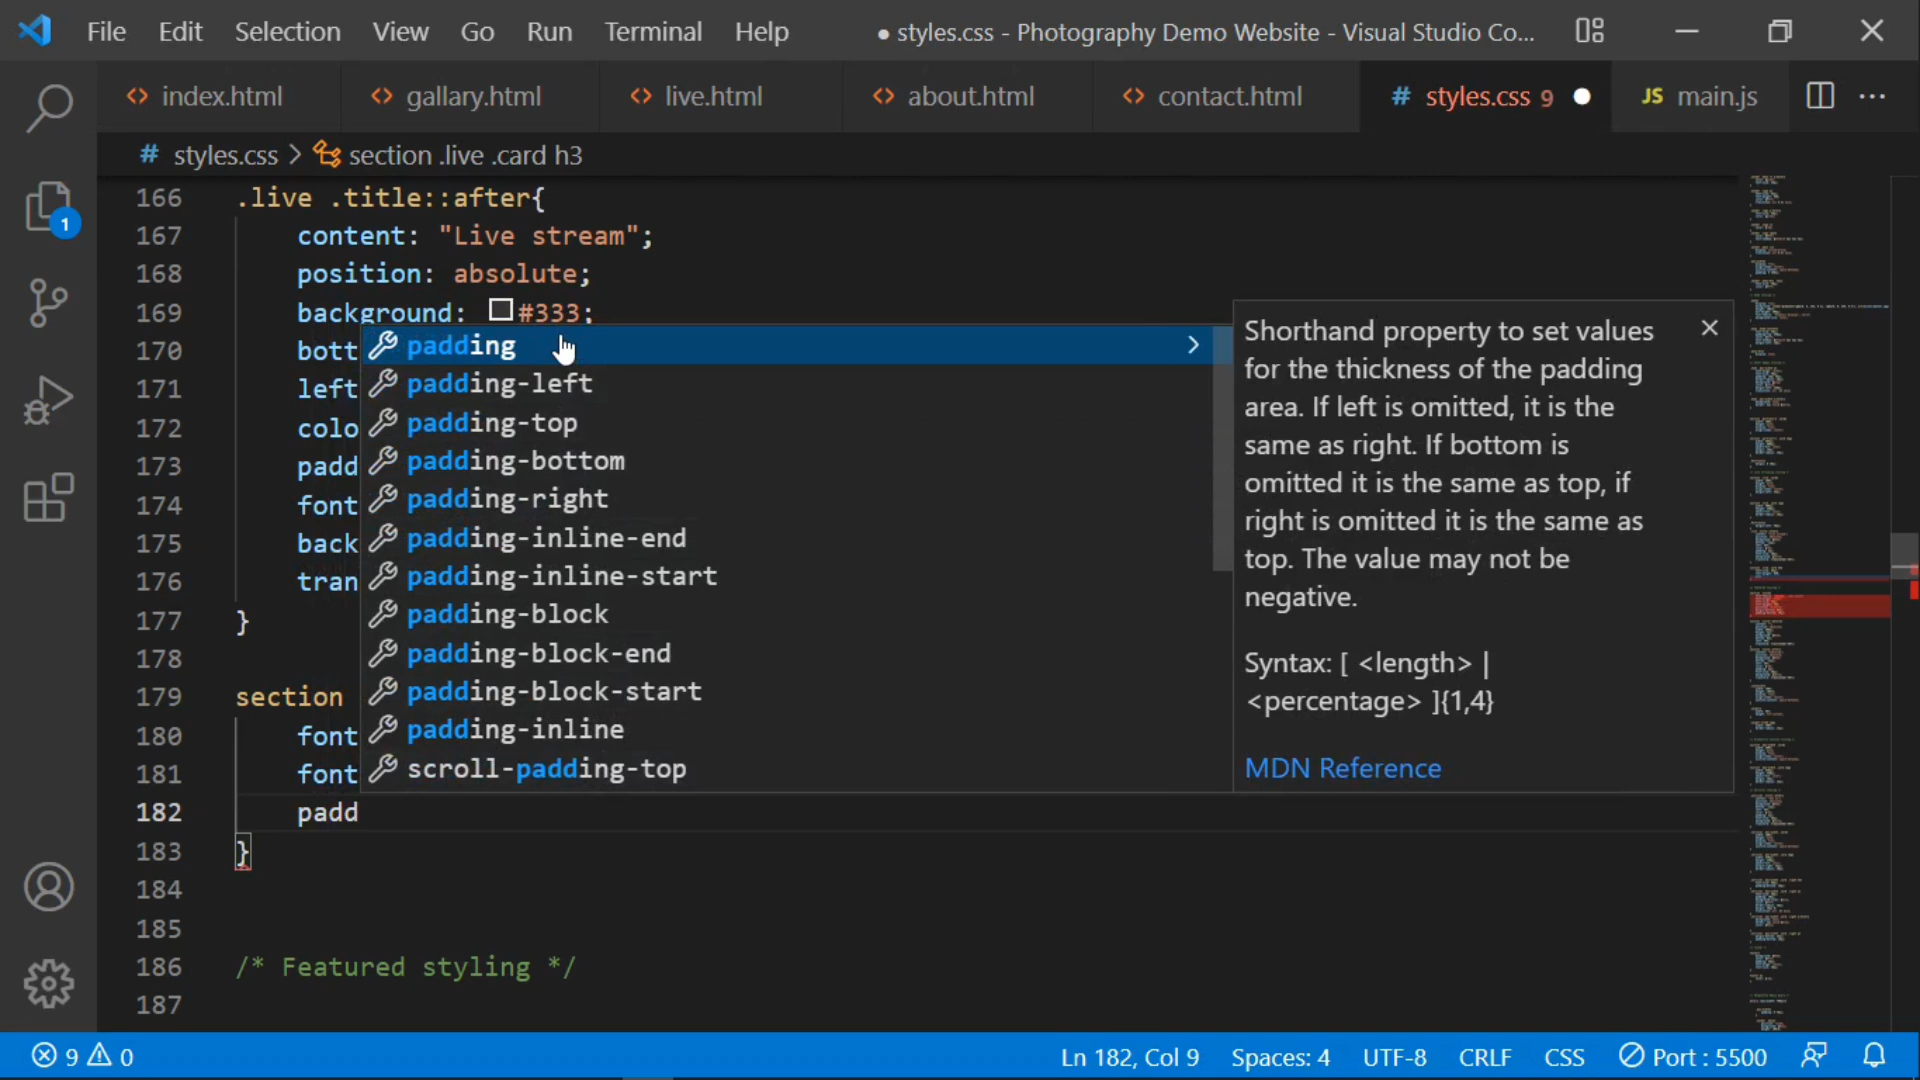 File Edit Selection View Go Run Terminal Help ● styles.css - Photography Demo Website - Visual Studio Co...
index.html gallary.html live.html about.html contact.html # styles.css 9 ● JS main.js ...
# styles.css > section .live .card h3
166 .live .title::after{
167 content: "Live stream";
168 position: absolute;
169 background: #333;
170 bott
171 left
172 colo
173 padd
174 font
175 back
176 tran
177 }
178
179 section
180 font
181 font
182 padd
183 }
184
185
186 /* Featured styling */
187
padding
padding-left
padding-top
padding-bottom
padding-right
padding-inline-end
padding-inline-start
padding-block
padding-block-end
padding-block-start
padding-inline
scroll-padding-top
Shorthand property to set values
for the thickness of the padding
area. If left is omitted, it is the
same as right. If bottom is
omitted it is the same as top, if
right is omitted it is the same as
top. The value may not be
negative.
Syntax: [ <length> |
<percentage> ]{1,4}
MDN Reference
1
9 0 Ln 182, Col 9 Spaces: 4 UTF-8 CRLF CSS Port : 5500